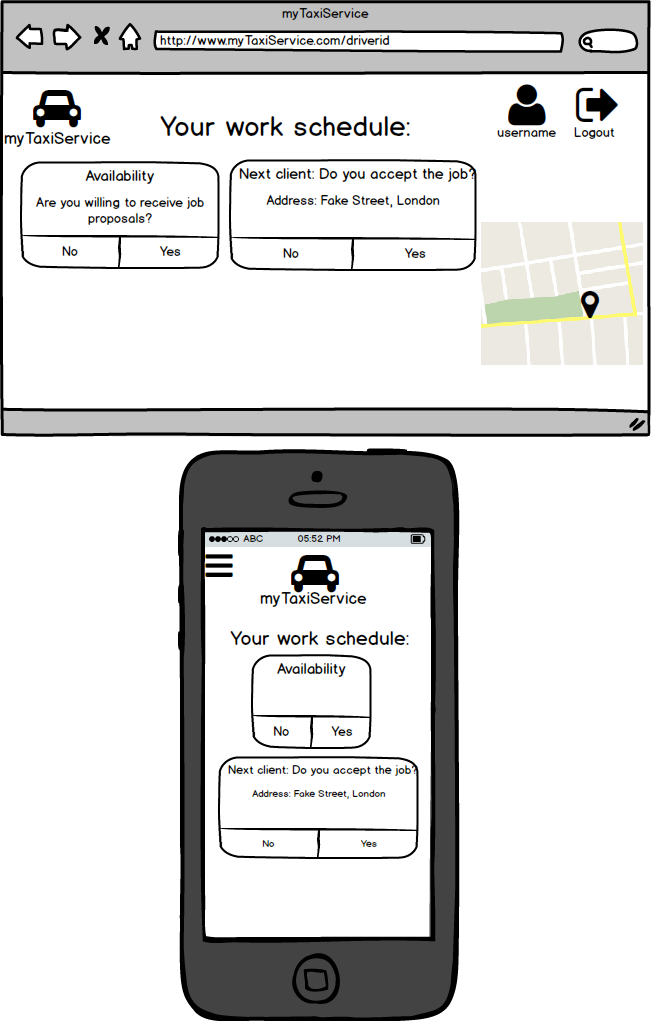 myTaxiService
http://www.myTaxiService.com/driverid
myTaxiService
Your work schedule:
username
Logout
Availability
Are you willing to receive job
proposals?
No
Yes
Next client: Do you accept the job?
Address: Fake Street, London
No
Yes
ABC
05:52 PM
myTaxiService
Your work schedule:
Availability
No
Yes
Next client: Do you accept the job?
Address: Fake Street, London
No
Yes